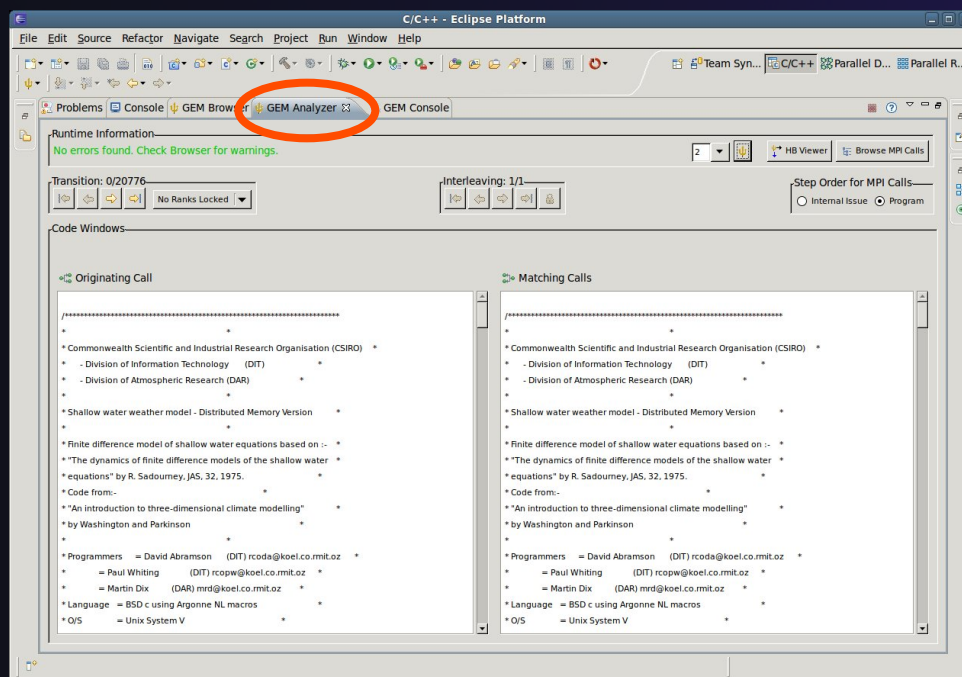 C/C++ - Eclipse Platform
File Edit Source Refactor Navigate Search Project Run Window Help
Team Syn... C/C++ Parallel D... Parallel R...
Problems Console GEM Browser GEM Analyzer GEM Console
Runtime Information
No errors found. Check Browser for warnings.
2 HB Viewer Browse MPI Calls
Transition: 0/20776 Interleaving: 1/1 Step Order for MPI Calls
No Ranks Locked Internal Issue Program
Code Windows
Originating Call
/***************************************************************************
* *
* Commonwealth Scientific and Industrial Research Organisation (CSIRO) *
* - Division of Information Technology (DIT) *
* - Division of Atmospheric Research (DAR) *
* *
* Shallow water weather model - Distributed Memory Version *
* *
* Finite difference model of shallow water equations based on :- *
* "The dynamics of finite difference models of the shallow water *
* equations" by R. Sadourney, JAS, 32, 1975. *
* Code from:- *
* "An introduction to three-dimensional climate modelling" *
* by Washington and Parkinson *
* *
* Programmers = David Abramson (DIT) rcoda@koel.co.rmit.oz *
* = Paul Whiting (DIT) rcopw@koel.co.rmit.oz *
* = Martin Dix (DAR) mrd@koel.co.rmit.oz *
* Language = BSD c using Argonne NL macros *
* O/S = Unix System V *
Matching Calls
/***************************************************************************
* *
* Commonwealth Scientific and Industrial Research Organisation (CSIRO) *
* - Division of Information Technology (DIT) *
* - Division of Atmospheric Research (DAR) *
* *
* Shallow water weather model - Distributed Memory Version *
* *
* Finite difference model of shallow water equations based on :- *
* "The dynamics of finite difference models of the shallow water *
* equations" by R. Sadourney, JAS, 32, 1975. *
* Code from:- *
* "An introduction to three-dimensional climate modelling" *
* by Washington and Parkinson *
* *
* Programmers = David Abramson (DIT) rcoda@koel.co.rmit.oz *
* = Paul Whiting (DIT) rcopw@koel.co.rmit.oz *
* = Martin Dix (DAR) mrd@koel.co.rmit.oz *
* Language = BSD c using Argonne NL macros *
* O/S = Unix System V *